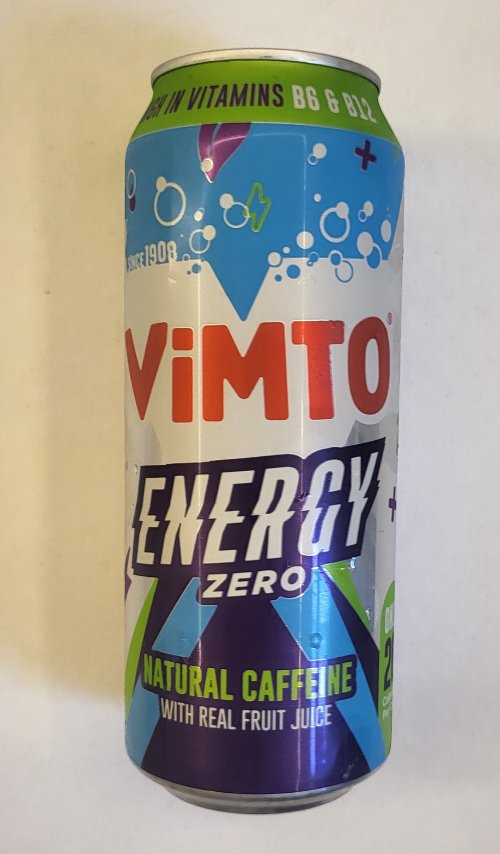 IN VITAMINS B6 & B12
SINCE 1908
VIMTO®
ENERGY
ZERO
NATURAL CAFFEINE
WITH REAL FRUIT JUICE